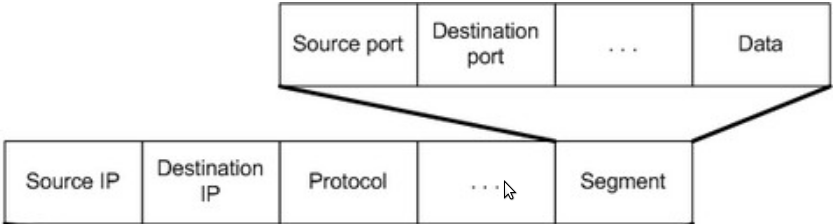 Source port
Destination
port
. . .
Data
Source IP
Destination
IP
Protocol
. . .
Segment